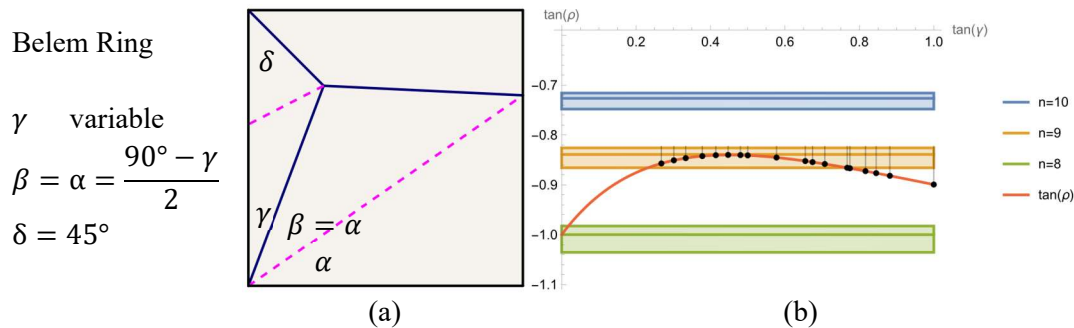 Belem Ring
γ variable
β = α = (90° − γ)/2
δ = 45°
δ
γ
β = α
α
(a)
tan(ρ)
tan(γ)
0.2 0.4 0.6 0.8 1.0
−0.7
−0.8
−0.9
−1.0
−1.1
n=10
n=9
n=8
tan(ρ)
(b)